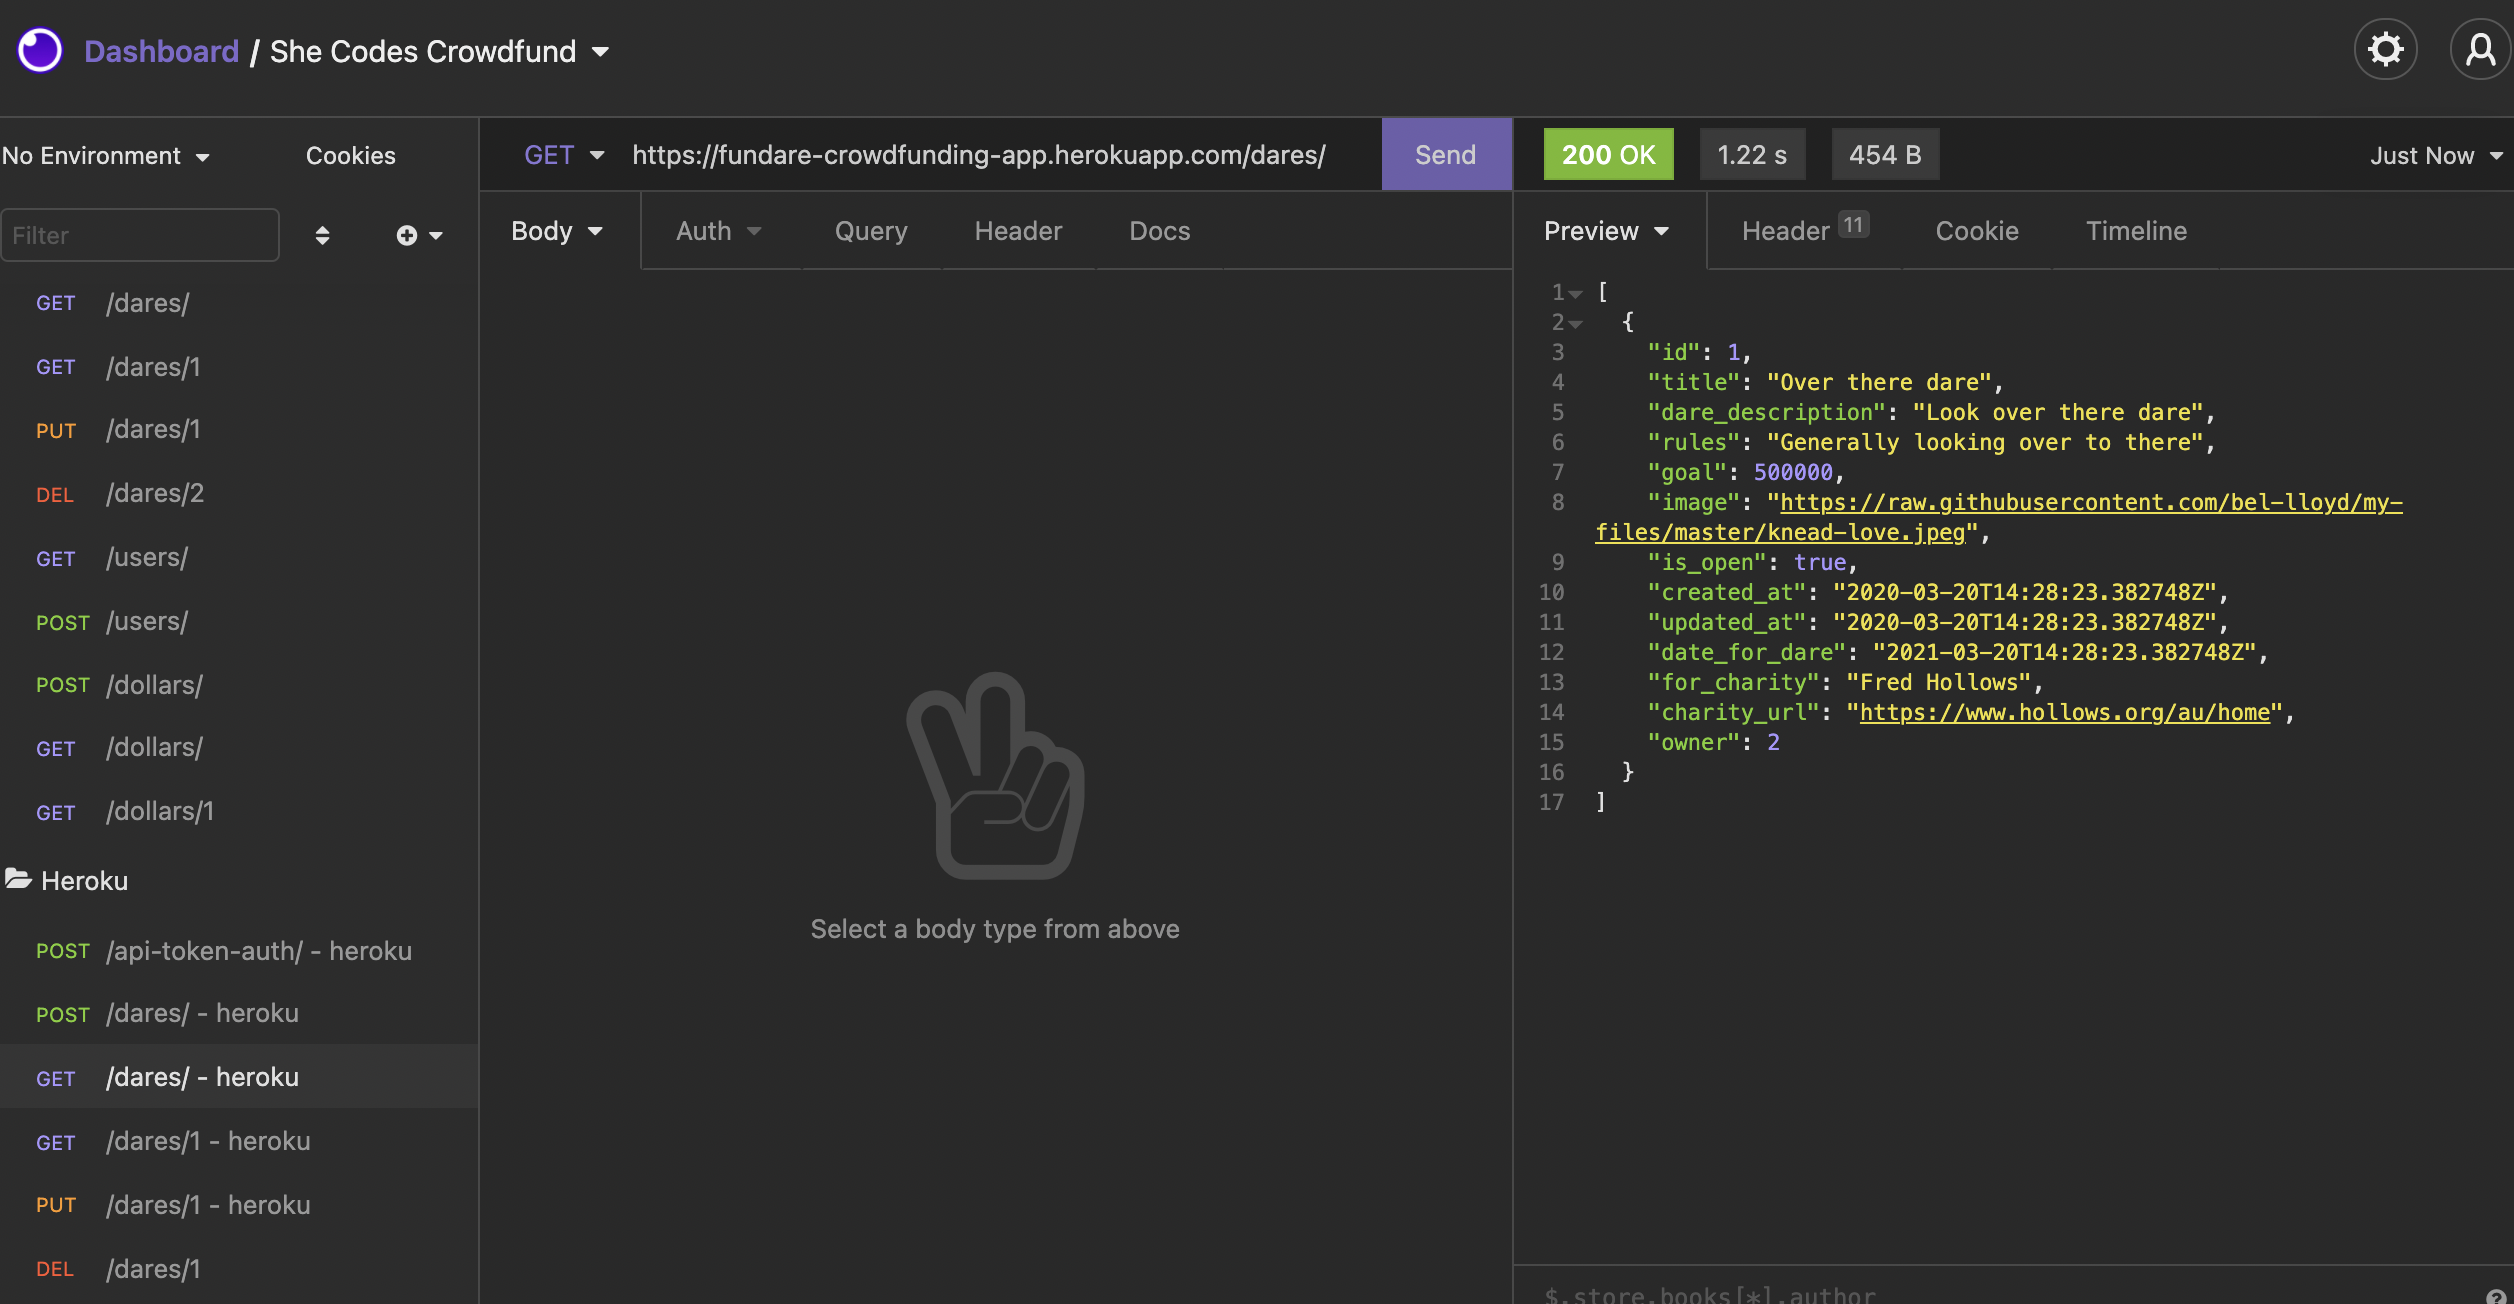 Dashboard / She Codes Crowdfund
No Environment
Cookies
Filter
GET /dares/
GET /dares/1
PUT /dares/1
DEL /dares/2
GET /users/
POST /users/
POST /dollars/
GET /dollars/
GET /dollars/1
Heroku
POST /api-token-auth/ - heroku
POST /dares/ - heroku
GET /dares/ - heroku
GET /dares/1 - heroku
PUT /dares/1 - heroku
DEL /dares/1
GET https://fundare-crowdfunding-app.herokuapp.com/dares/ Send
Body Auth Query Header Docs
Select a body type from above
200 OK 1.22 s 454 B Just Now
Preview Header 11 Cookie Timeline
1 [
2 {
3 "id": 1,
4 "title": "Over there dare",
5 "dare_description": "Look over there dare",
6 "rules": "Generally looking over to there",
7 "goal": 500000,
8 "image": "https://raw.githubusercontent.com/bel-lloyd/my-
files/master/knead-love.jpeg",
9 "is_open": true,
10 "created_at": "2020-03-20T14:28:23.382748Z",
11 "updated_at": "2020-03-20T14:28:23.382748Z",
12 "date_for_dare": "2021-03-20T14:28:23.382748Z",
13 "for_charity": "Fred Hollows",
14 "charity_url": "https://www.hollows.org/au/home",
15 "owner": 2
16 }
17 ]
$.store.books[*].author